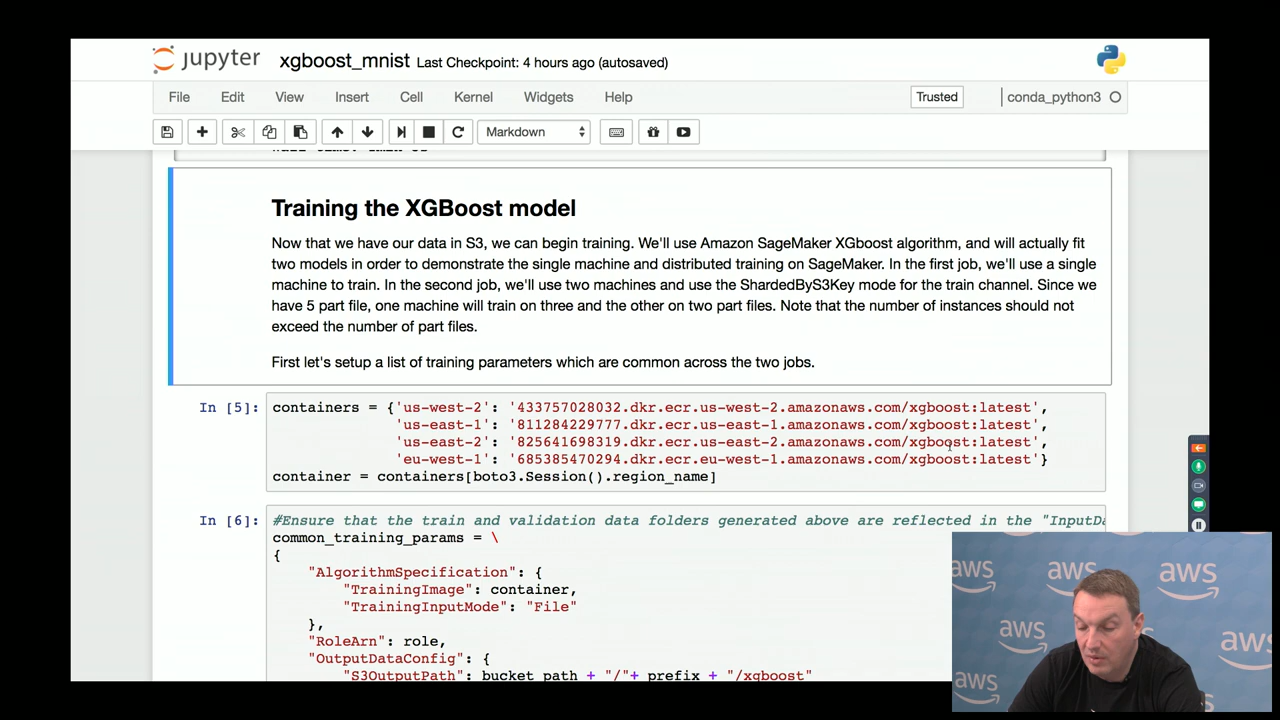 jupyter xgboost_mnist Last Checkpoint: 4 hours ago (autosaved)
File Edit View Insert Cell Kernel Widgets Help Trusted conda_python3
Markdown
Training the XGBoost model
Now that we have our data in S3, we can begin training. We'll use Amazon SageMaker XGboost algorithm, and will actually fit
two models in order to demonstrate the single machine and distributed training on SageMaker. In the first job, we'll use a single
machine to train. In the second job, we'll use two machines and use the ShardedByS3Key mode for the train channel. Since we
have 5 part file, one machine will train on three and the other on two part files. Note that the number of instances should not
exceed the number of part files.
First let's setup a list of training parameters which are common across the two jobs.
In [5]: containers = {'us-west-2': '433757028032.dkr.ecr.us-west-2.amazonaws.com/xgboost:latest',
'us-east-1': '811284229777.dkr.ecr.us-east-1.amazonaws.com/xgboost:latest',
'us-east-2': '825641698319.dkr.ecr.us-east-2.amazonaws.com/xgboost:latest',
'eu-west-1': '685385470294.dkr.ecr.eu-west-1.amazonaws.com/xgboost:latest'}
container = containers[boto3.Session().region_name]
In [6]: #Ensure that the train and validation data folders generated above are reflected in the "InputDa
common_training_params = \
{
"AlgorithmSpecification": {
"TrainingImage": container,
"TrainingInputMode": "File"
},
"RoleArn": role,
"OutputDataConfig": {
"S3OutputPath": bucket_path + "/"+ prefix + "/xgboost"
aws aws aws
aws aws
aws